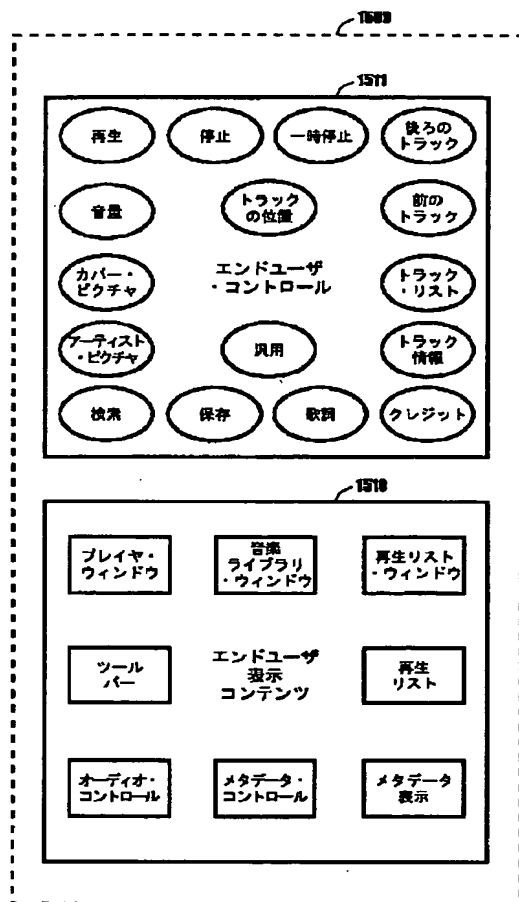 1509
1511
再生
停止
一時停止
後ろの
トラック
音量
トラック
の位置
前の
トラック
カバー・
ピクチャ
エンドユーザ
・コントロール
トラック
・リスト
アーティスト
・ピクチャ
汎用
トラック
情報
検索
保存
歌詞
クレジット
1510
プレイヤ・
ウィンドウ
音楽
ライブラリ
・ウィンドウ
再生リスト
・ウィンドウ
ツール
バー
エンドユーザ
表示
コンテンツ
再生
リスト
オーディオ・
コントロール
メタデータ・
コントロール
メタデータ
表示